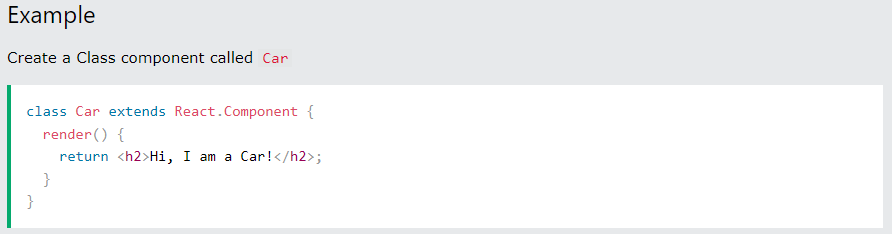 Example
Create a Class component called Car
class Car extends React.Component {
  render() {
    return <h2>Hi, I am a Car!</h2>;
  }
}